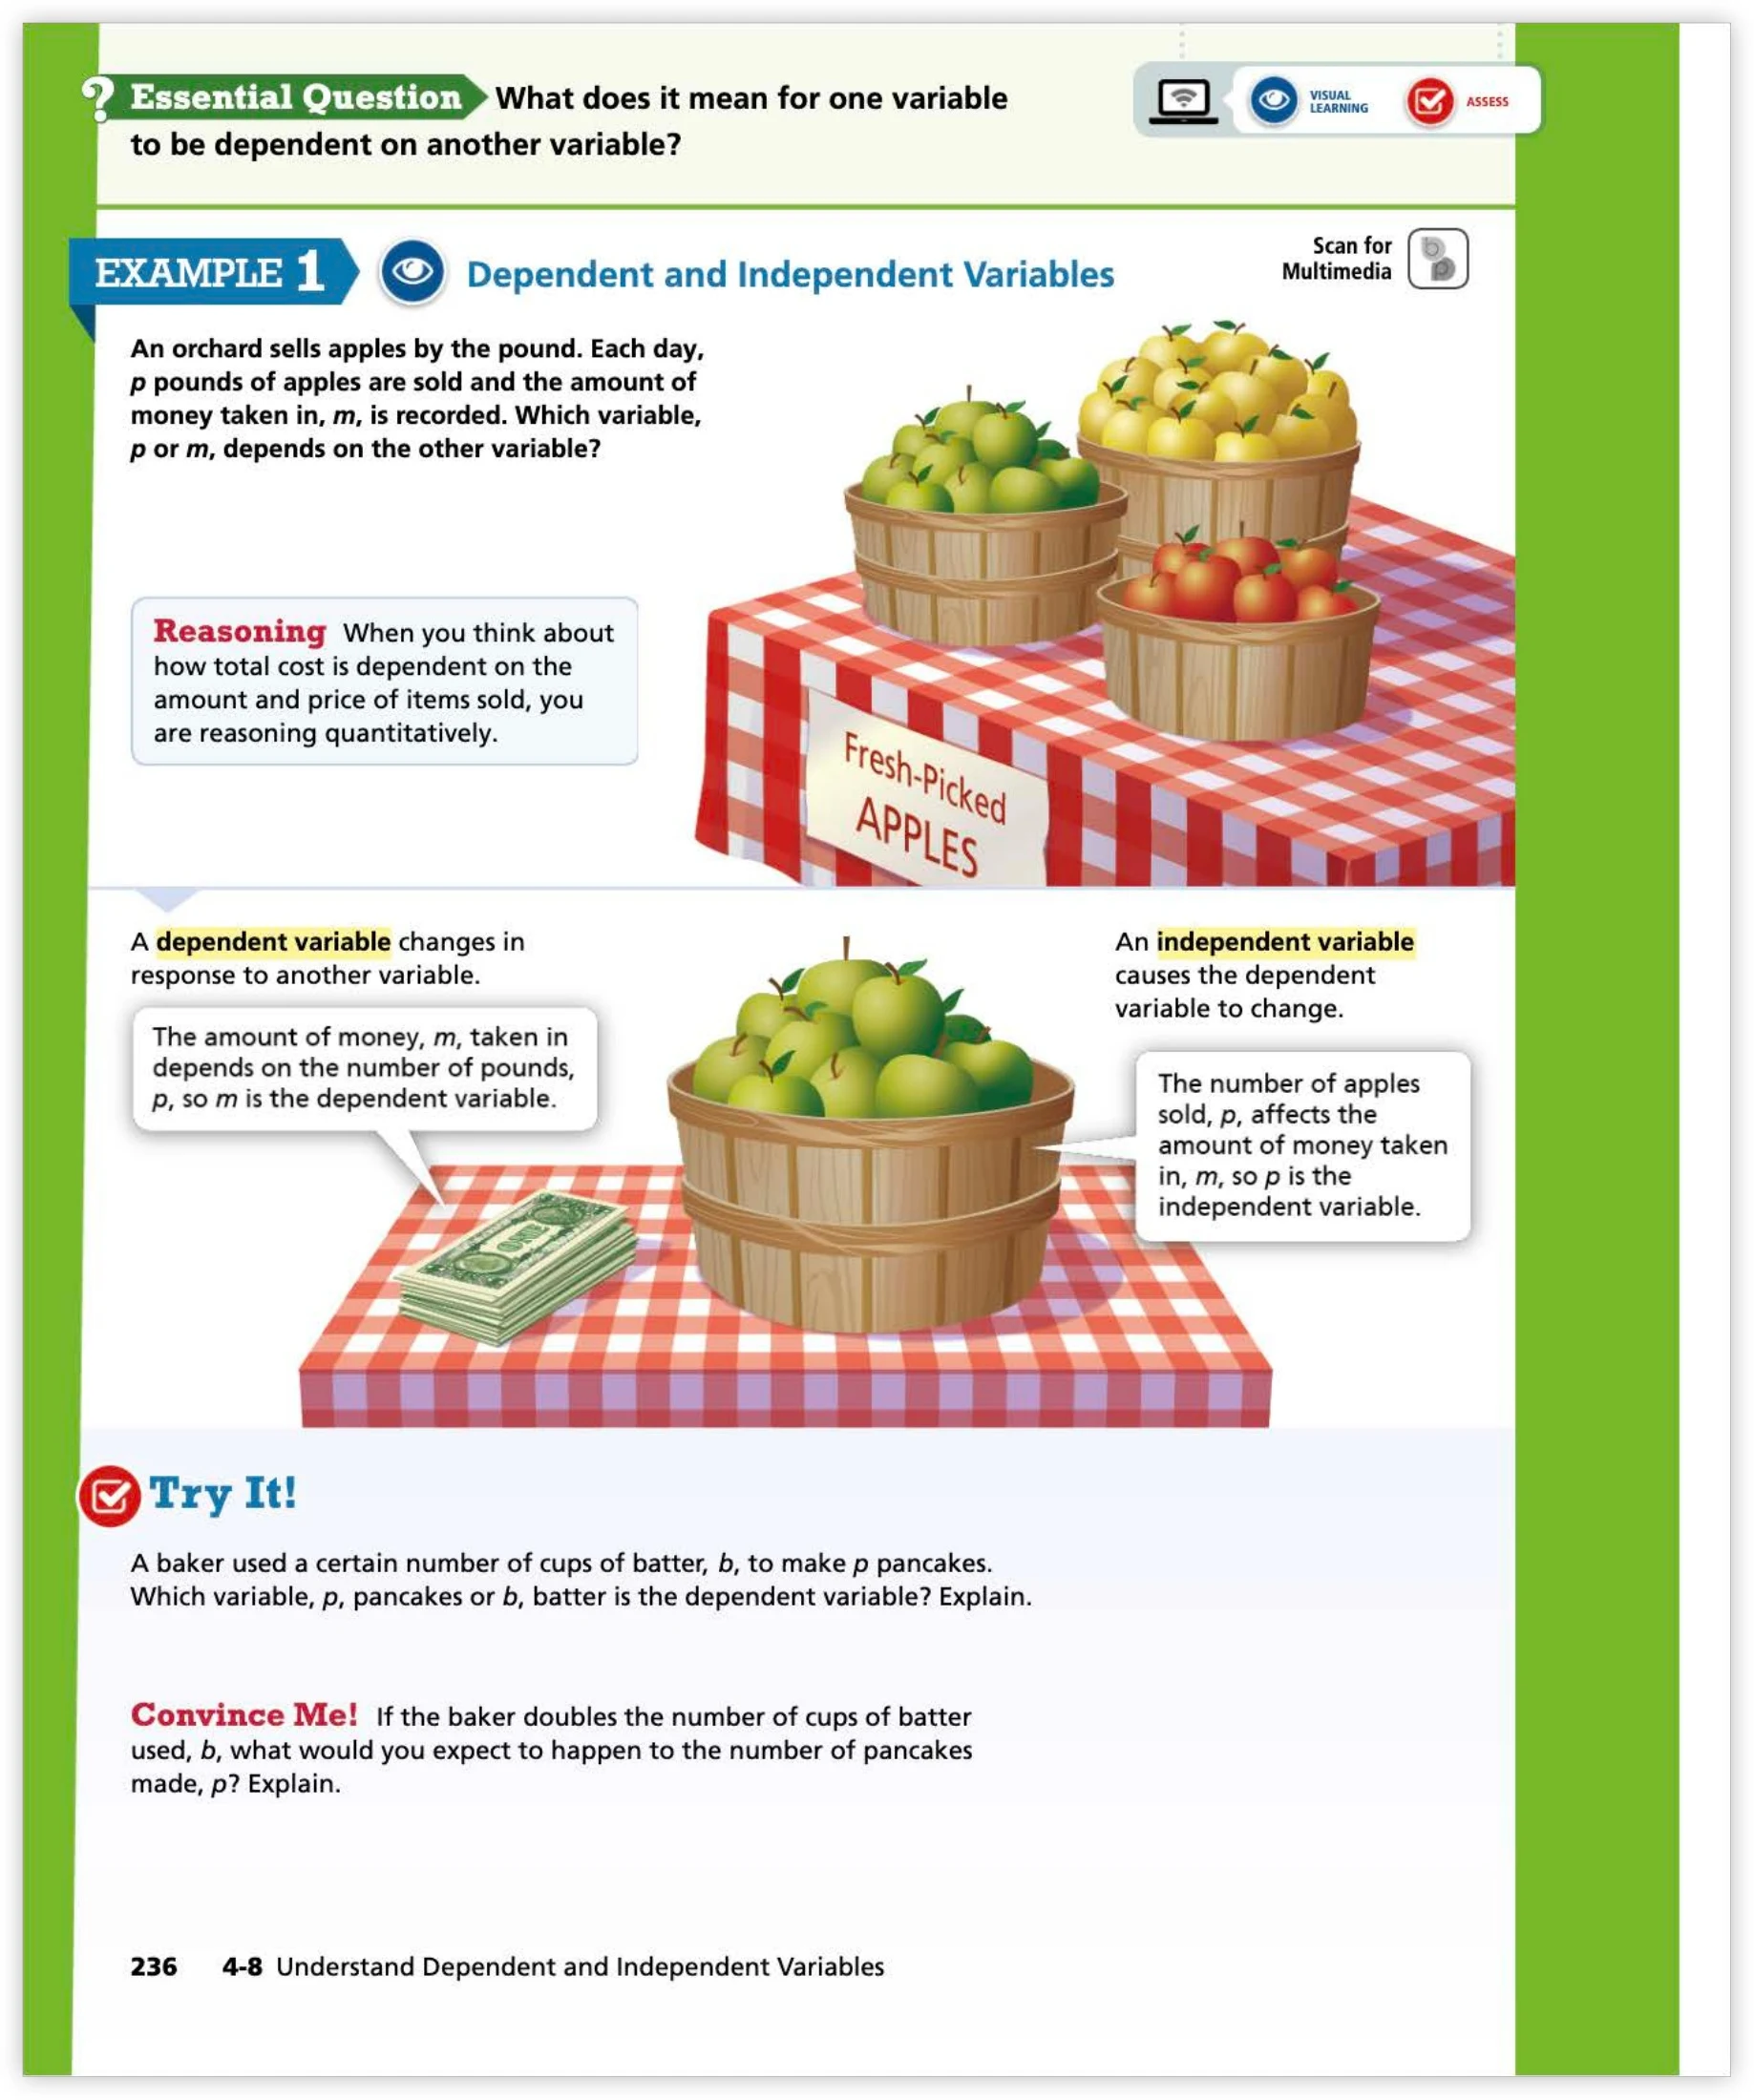 ? Essential Question What does it mean for one variable
to be dependent on another variable?
VISUAL
LEARNING
ASSESS
EXAMPLE 1 Dependent and Independent Variables
Scan for
Multimedia
An orchard sells apples by the pound. Each day,
p pounds of apples are sold and the amount of
money taken in, m, is recorded. Which variable,
p or m, depends on the other variable?
Reasoning When you think about
how total cost is dependent on the
amount and price of items sold, you
are reasoning quantitatively.
Fresh-Picked
APPLES
A dependent variable changes in
response to another variable.
The amount of money, m, taken in
depends on the number of pounds,
p, so m is the dependent variable.
An independent variable
causes the dependent
variable to change.
The number of apples
sold, p, affects the
amount of money taken
in, m, so p is the
independent variable.
ONE
Try It!
A baker used a certain number of cups of batter, b, to make p pancakes.
Which variable, p, pancakes or b, batter is the dependent variable? Explain.
Convince Me! If the baker doubles the number of cups of batter
used, b, what would you expect to happen to the number of pancakes
made, p? Explain.
236 4-8 Understand Dependent and Independent Variables